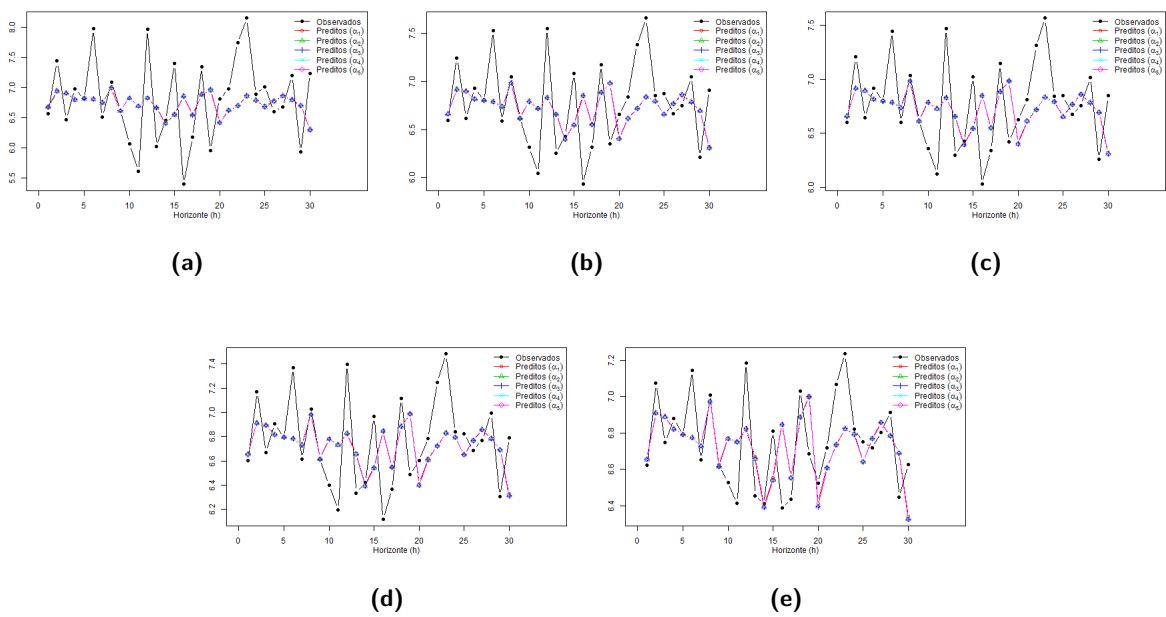 Observados
Preditos (α₁)
Preditos (α₂)
Preditos (α₃)
Preditos (α₄)
Preditos (α₆)
8.0
7.5
7.0
6.5
6.0
5.5
0 5 10 15 20 25 30
Horizonte (h)
(a)
Observados
Preditos (α₁)
Preditos (α₂)
Preditos (α₃)
Preditos (α₄)
Preditos (α₆)
7.5
7.0
6.5
6.0
0 5 10 15 20 25 30
Horizonte (h)
(b)
Observados
Preditos (α₁)
Preditos (α₂)
Preditos (α₃)
Preditos (α₄)
Preditos (α₆)
7.5
7.0
6.5
6.0
0 5 10 15 20 25 30
Horizonte (h)
(c)
Observados
Preditos (α₁)
Preditos (α₂)
Preditos (α₃)
Preditos (α₄)
Preditos (α₅)
7.4
7.2
7.0
6.8
6.6
6.4
6.2
0 5 10 15 20 25 30
Horizonte (h)
(d)
Observados
Preditos (α₁)
Preditos (α₂)
Preditos (α₃)
Preditos (α₄)
Preditos (α₅)
7.2
7.0
6.8
6.6
6.4
0 5 10 15 20 25 30
Horizonte (h)
(e)